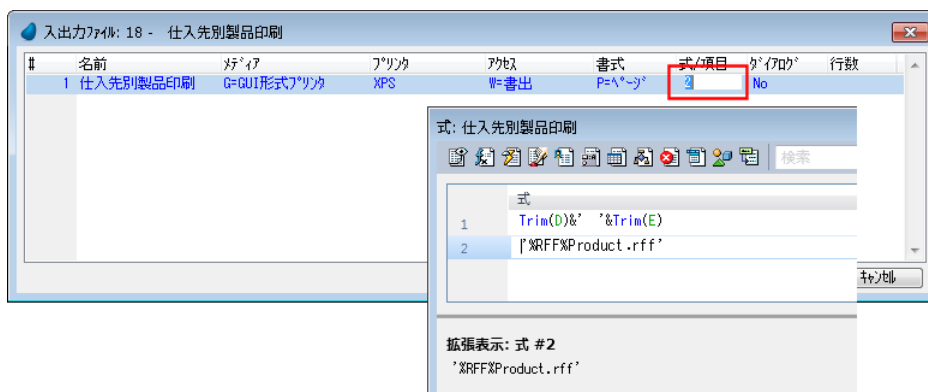 入出力ﾌｧｲﾙ: 18 - 仕入先別製品印刷
# 名前 ﾒﾃﾞｨｱ ﾌﾟﾘﾝﾀ ｱｸｾｽ 書式 式/項目 ﾀﾞｲｱﾛｸﾞ 行数
1 仕入先別製品印刷 G=GUI形式ﾌﾟﾘﾝﾀ XPS W=書出 P=ﾍﾟｰｼﾞ 2 No
式: 仕入先別製品印刷
検索
式
1 Trim(D)&' '&Trim(E)
2 '%RFF%Product.rff'
ｷｬﾝｾﾙ
拡張表示: 式 #2
'%RFF%Product.rff'